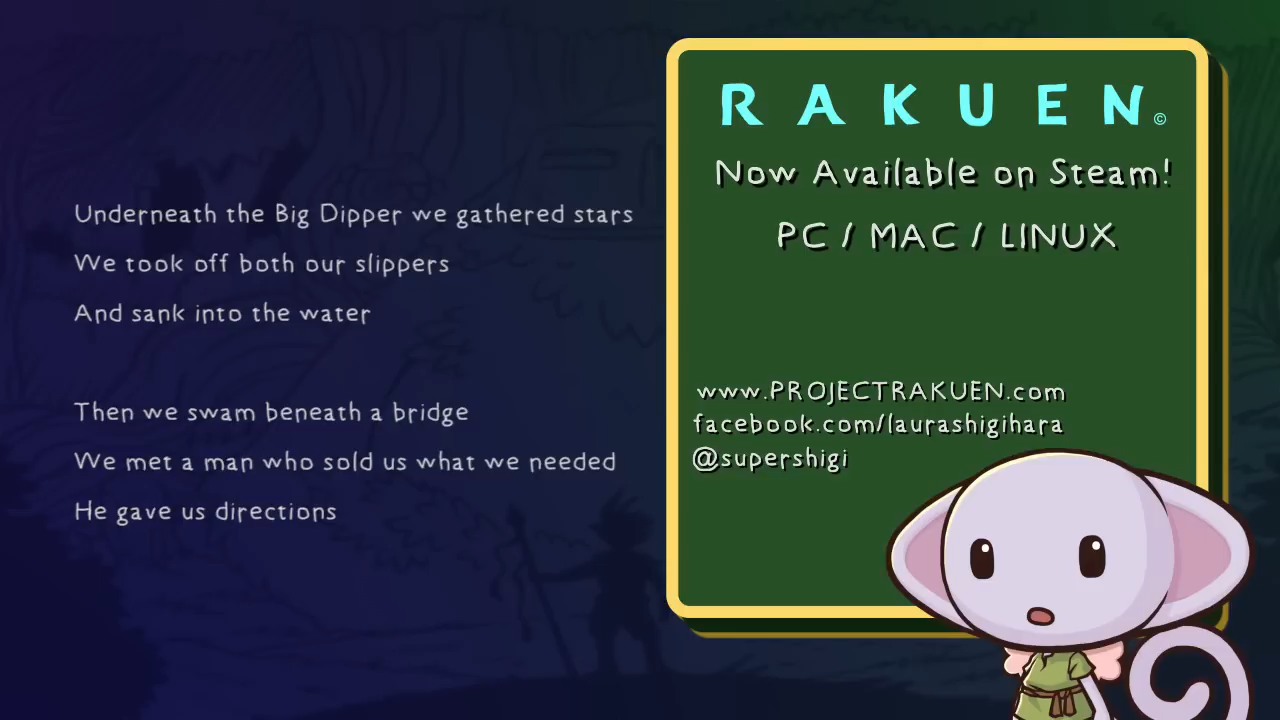 Underneath the Big Dipper we gathered stars
We took off both our slippers
And sank into the water
Then we swam beneath a bridge
We met a man who sold us what we needed
He gave us directions
RAKUEN©
Now Available on Steam!
PC / MAC / LINUX
www.PROJECTRAKUEN.com
facebook.com/laurashigihara
@supershigi